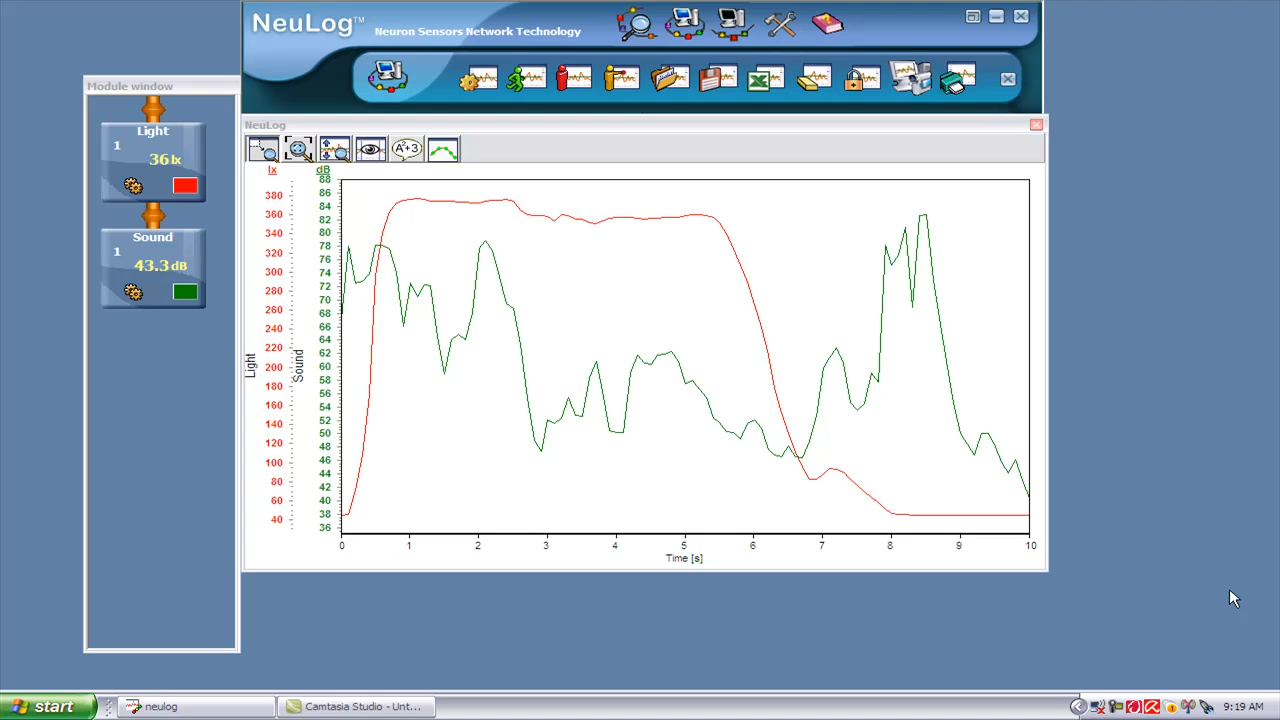 NeuLog™ Neuron Sensors Network Technology
Module window
Light
1
36lx
Sound
1
43.3 dB
NeuLog
A²+3
lx dB
88
86
84
82
80
78
76
74
72
70
68
66
64
62
60
58
56
54
52
50
48
46
44
42
40
38
36
380
360
340
320
300
280
260
240
220
200
180
160
140
120
100
80
60
40
Light
Sound
0 1 2 3 4 5 6 7 8 9 10
Time [s]
start
neulog
Camtasia Studio - Unt...
9:19 AM